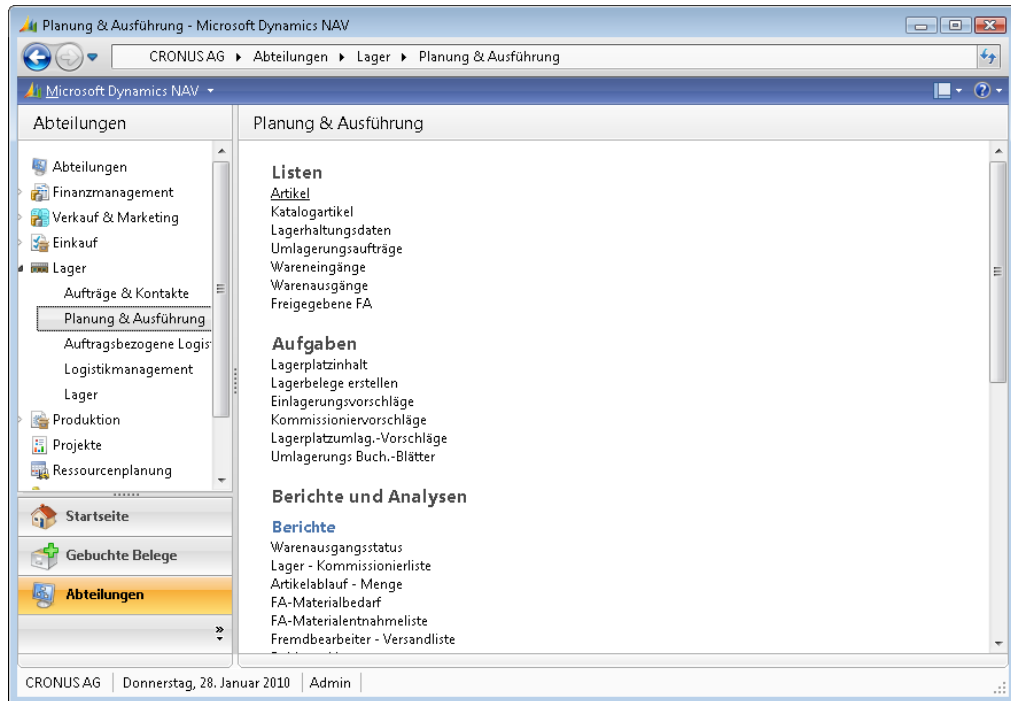 Planung & Ausführung - Microsoft Dynamics NAV
CRONUS AG ▸ Abteilungen ▸ Lager ▸ Planung & Ausführung
Microsoft Dynamics NAV
Abteilungen
Abteilungen
Finanzmanagement
Verkauf & Marketing
Einkauf
Lager
Aufträge & Kontakte
Planung & Ausführung
Auftragsbezogene Logis
Logistikmanagement
Lager
Produktion
Projekte
Ressourcenplanung
Startseite
Gebuchte Belege
Abteilungen
Planung & Ausführung
Listen
Artikel
Katalogartikel
Lagerhaltungsdaten
Umlagerungsaufträge
Wareneingänge
Warenausgänge
Freigegebene FA
Aufgaben
Lagerplatzinhalt
Lagerbelege erstellen
Einlagerungsvorschläge
Kommissioniervorschläge
Lagerplatzumlag.-Vorschläge
Umlagerungs Buch.-Blätter
Berichte und Analysen
Berichte
Warenausgangsstatus
Lager - Kommissionierliste
Artikelablauf - Menge
FA-Materialbedarf
FA-Materialentnahmeliste
Fremdbearbeiter - Versandliste
CRONUS AG
Donnerstag, 28. Januar 2010
Admin